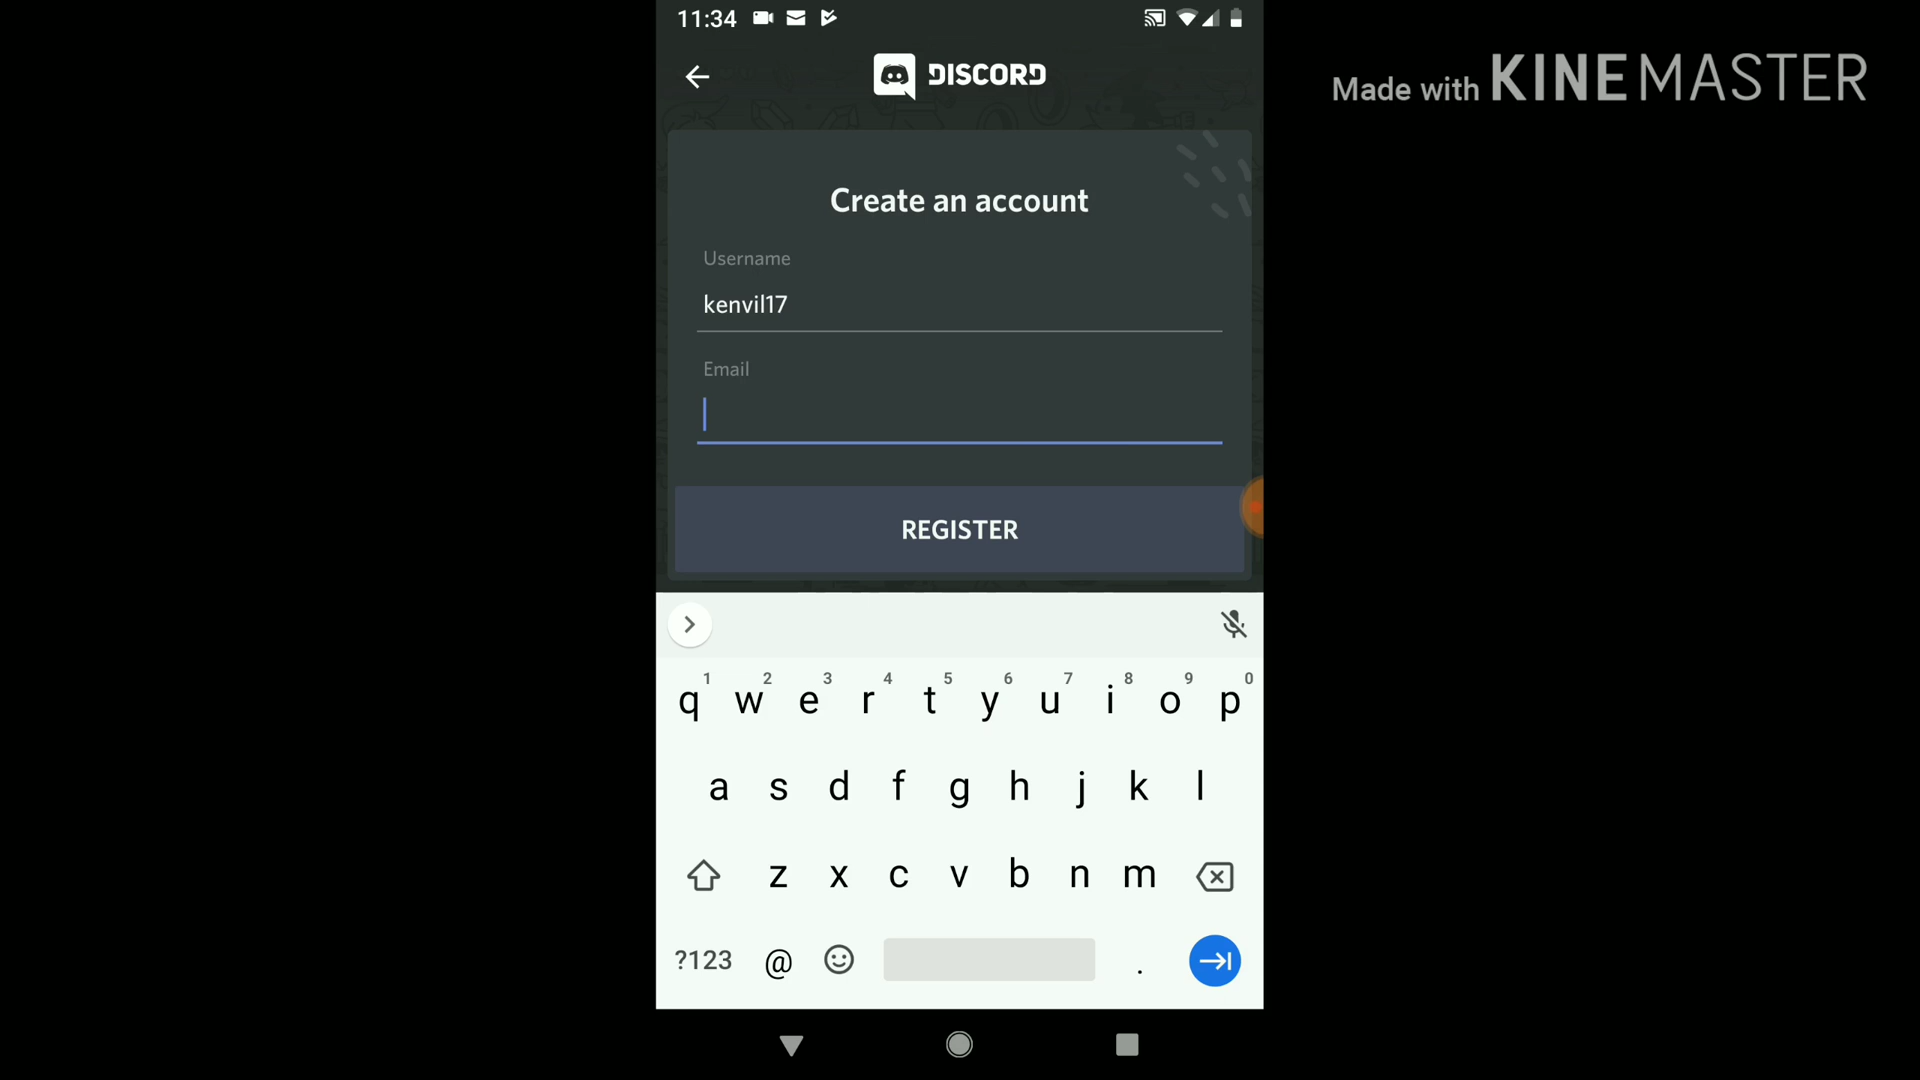 11:34
DISCORD
Made with KINEMASTER
Create an account
Username
kenvil17
Email
REGISTER
1 2 3 4 5 6 7 8 9 0
q w e r t y u i o p
a s d f g h j k l
z x c v b n m
?123 @ .